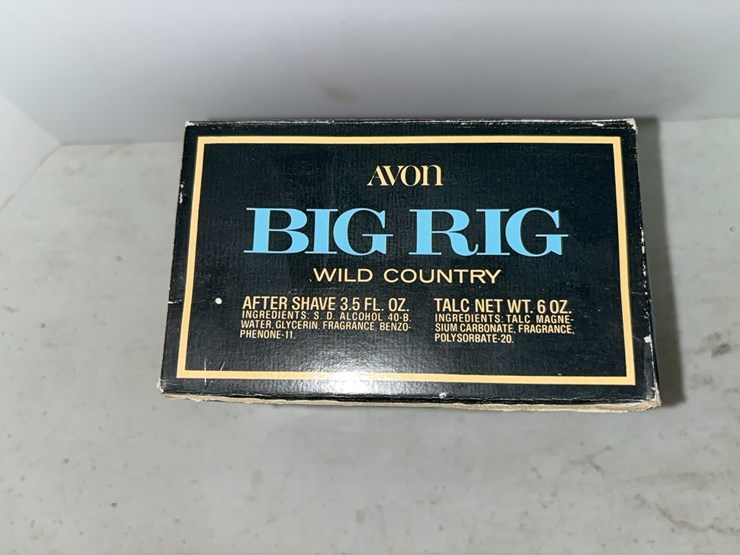 AVON
BIG RIG
WILD COUNTRY
AFTER SHAVE 3.5 FL. OZ.
INGREDIENTS: S. D. ALCOHOL 40-B,
WATER, GLYCERIN, FRAGRANCE, BENZO-
PHENONE-11.
TALC NET WT. 6 OZ.
INGREDIENTS: TALC, MAGNE-
SIUM CARBONATE, FRAGRANCE,
POLYSORBATE-20.